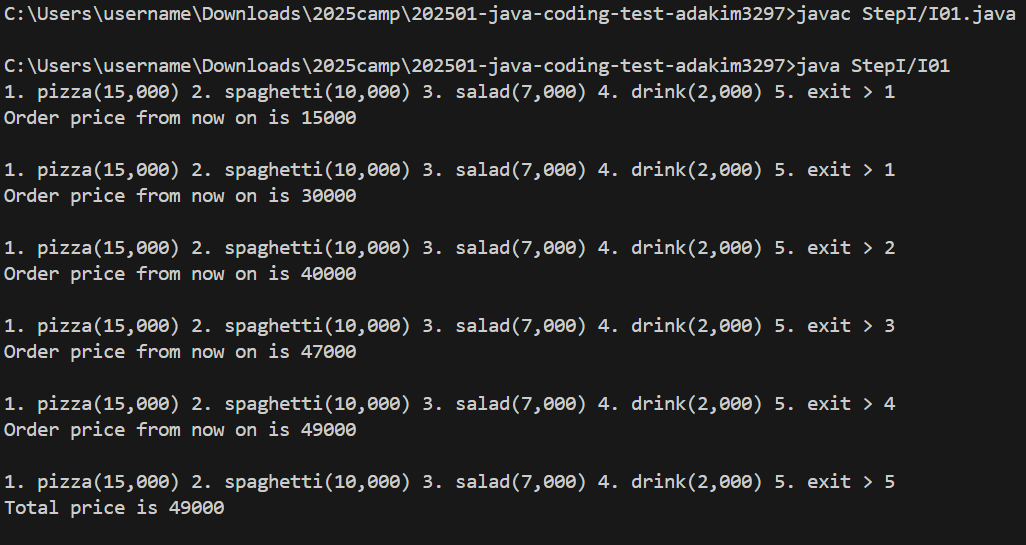 C:\Users\username\Downloads\2025camp\202501-java-coding-test-adakim3297>javac StepI/I01.java
C:\Users\username\Downloads\2025camp\202501-java-coding-test-adakim3297>java StepI/I01
1. pizza(15,000) 2. spaghetti(10,000) 3. salad(7,000) 4. drink(2,000) 5. exit > 1
Order price from now on is 15000
1. pizza(15,000) 2. spaghetti(10,000) 3. salad(7,000) 4. drink(2,000) 5. exit > 1
Order price from now on is 30000
1. pizza(15,000) 2. spaghetti(10,000) 3. salad(7,000) 4. drink(2,000) 5. exit > 2
Order price from now on is 40000
1. pizza(15,000) 2. spaghetti(10,000) 3. salad(7,000) 4. drink(2,000) 5. exit > 3
Order price from now on is 47000
1. pizza(15,000) 2. spaghetti(10,000) 3. salad(7,000) 4. drink(2,000) 5. exit > 4
Order price from now on is 49000
1. pizza(15,000) 2. spaghetti(10,000) 3. salad(7,000) 4. drink(2,000) 5. exit > 5
Total price is 49000